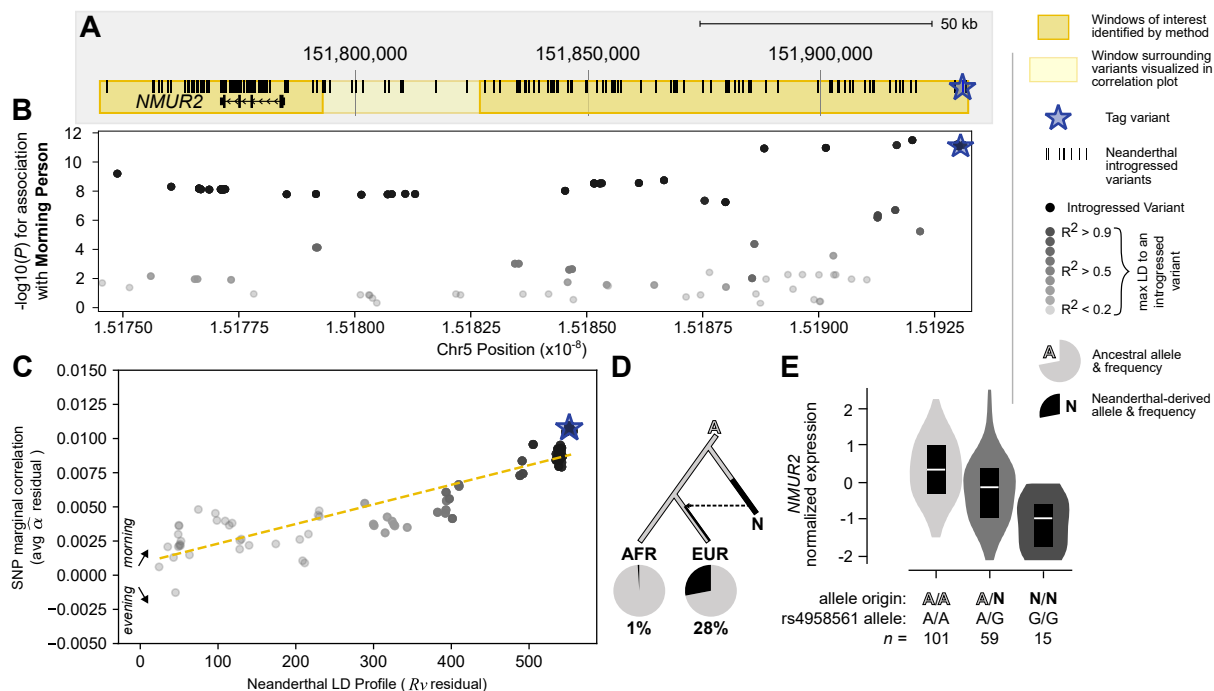 A
50 kb
151,800,000
151,850,000
151,900,000
NMUR2
B
-log10(P) for association
with Morning Person
12
10
8
6
4
2
0
1.51750
1.51775
1.51800
1.51825
1.51850
1.51875
1.51900
1.51925
Chr5 Position (x10⁻⁸)
Windows of interest
identified by method
Window surrounding
variants visualized in
correlation plot
Tag variant
Neanderthal
introgressed
variants
Introgressed Variant
R² > 0.9
R² > 0.5
R² < 0.2
max LD to an
introgressed
variant
A
Ancestral allele
& frequency
N
Neanderthal-derived
allele & frequency
C
SNP marginal correlation
(avg α̂ residual)
0.0150
0.0125
0.0100
0.0075
0.0050
0.0025
0.0000
−0.0025
−0.0050
morning
evening
0
100
200
300
400
500
Neanderthal LD Profile (Rv residual)
D
A
N
AFR
EUR
1%
28%
E
NMUR2
normalized expression
2
1
0
-1
-2
allele origin: A/A A/N N/N
rs4958561 allele: A/A A/G G/G
n = 101 59 15